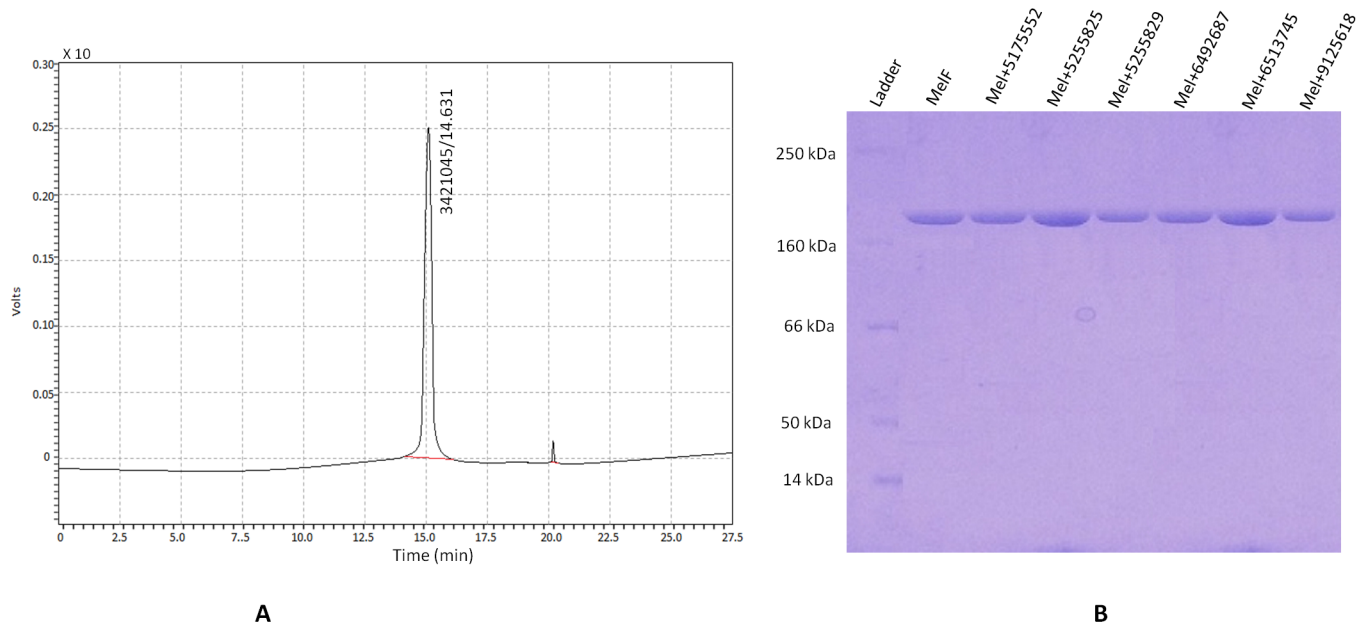 X 10
0.30
0.25
0.20
0.15
0.10
0.05
0
Volts
3421045/14.631
0 2.5 5.0 7..5 10.0 12.5 15.0 17.5 20.0 22.5 25.0 27.5
Time (min)
A
Ladder
MelF
Mel+5175552
Mel+5255825
Mel+5255829
Mel+6492687
Mel+6513745
Mel+9125618
250 kDa
160 kDa
66 kDa
50 kDa
14 kDa
B